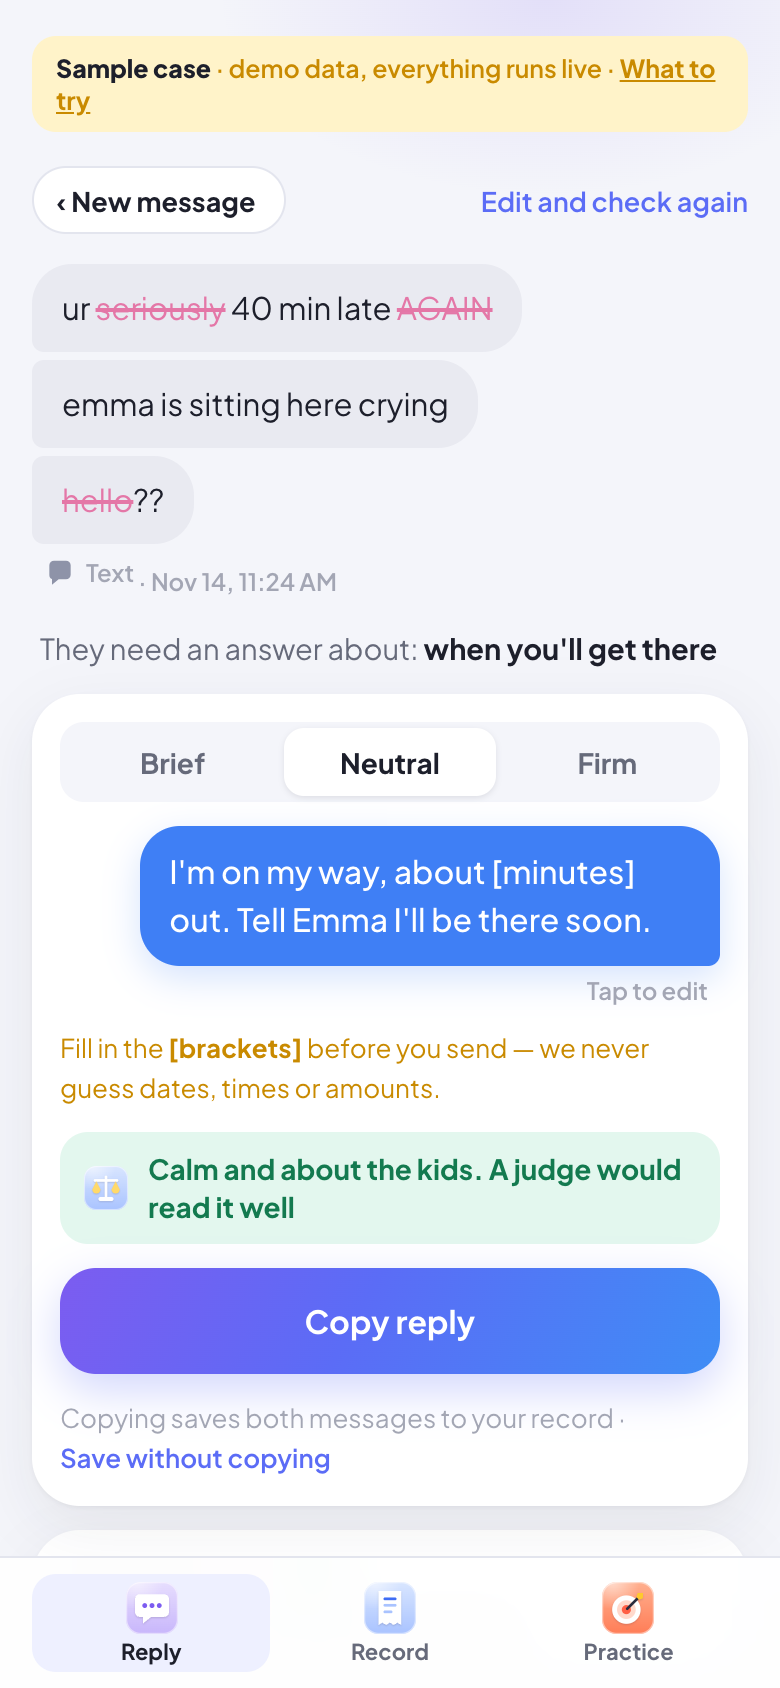 Sample case · demo data, everything runs live · What to
try
‹ New message
Edit and check again
ur seriously 40 min late AGAIN
emma is sitting here crying
hello??
Text · Nov 14, 11:24 AM
They need an answer about: when you'll get there
Brief
Neutral
Firm
I'm on my way, about [minutes]
out. Tell Emma I'll be there soon.
Tap to edit
Fill in the [brackets] before you send — we never
guess dates, times or amounts.
Calm and about the kids. A judge would
read it well
Copy reply
Copying saves both messages to your record ·
Save without copying
Reply
Record
Practice